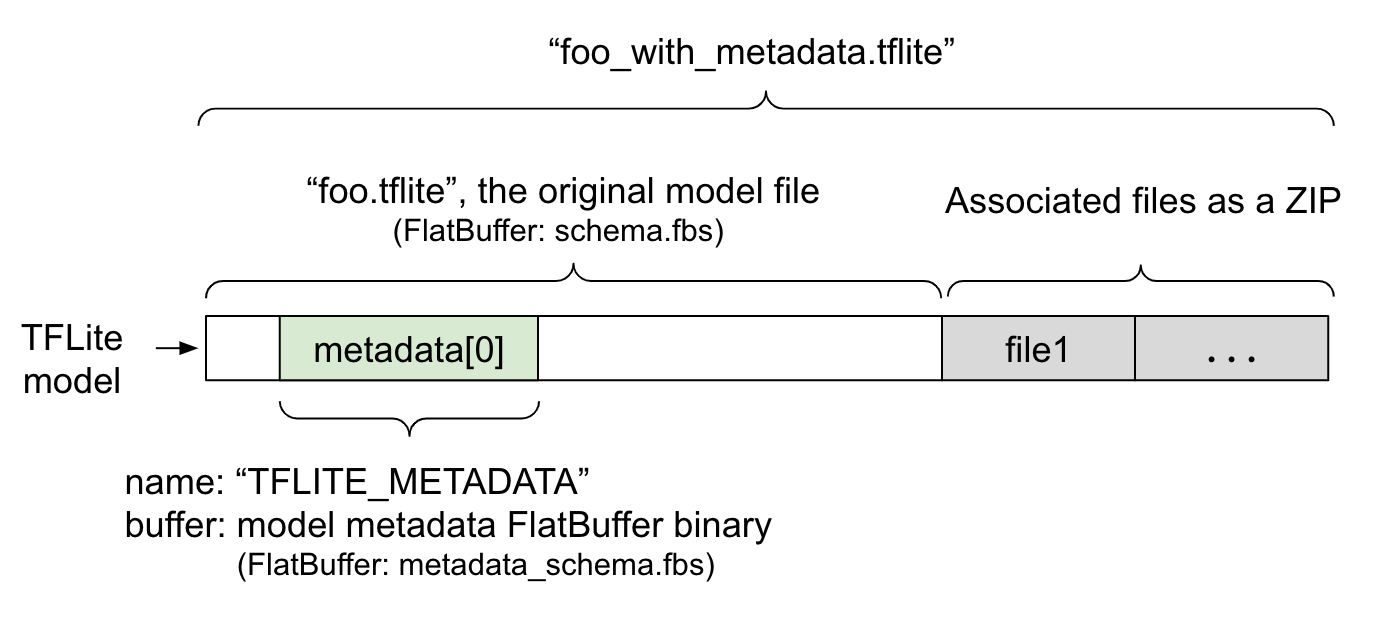 “foo_with_metadata.tflite”
“foo.tflite”, the original model file
(FlatBuffer: schema.fbs)
Associated files as a ZIP
TFLite
model
metadata[0]
file1
...
name: “TFLITE_METADATA”
buffer: model metadata FlatBuffer binary
(FlatBuffer: metadata_schema.fbs)